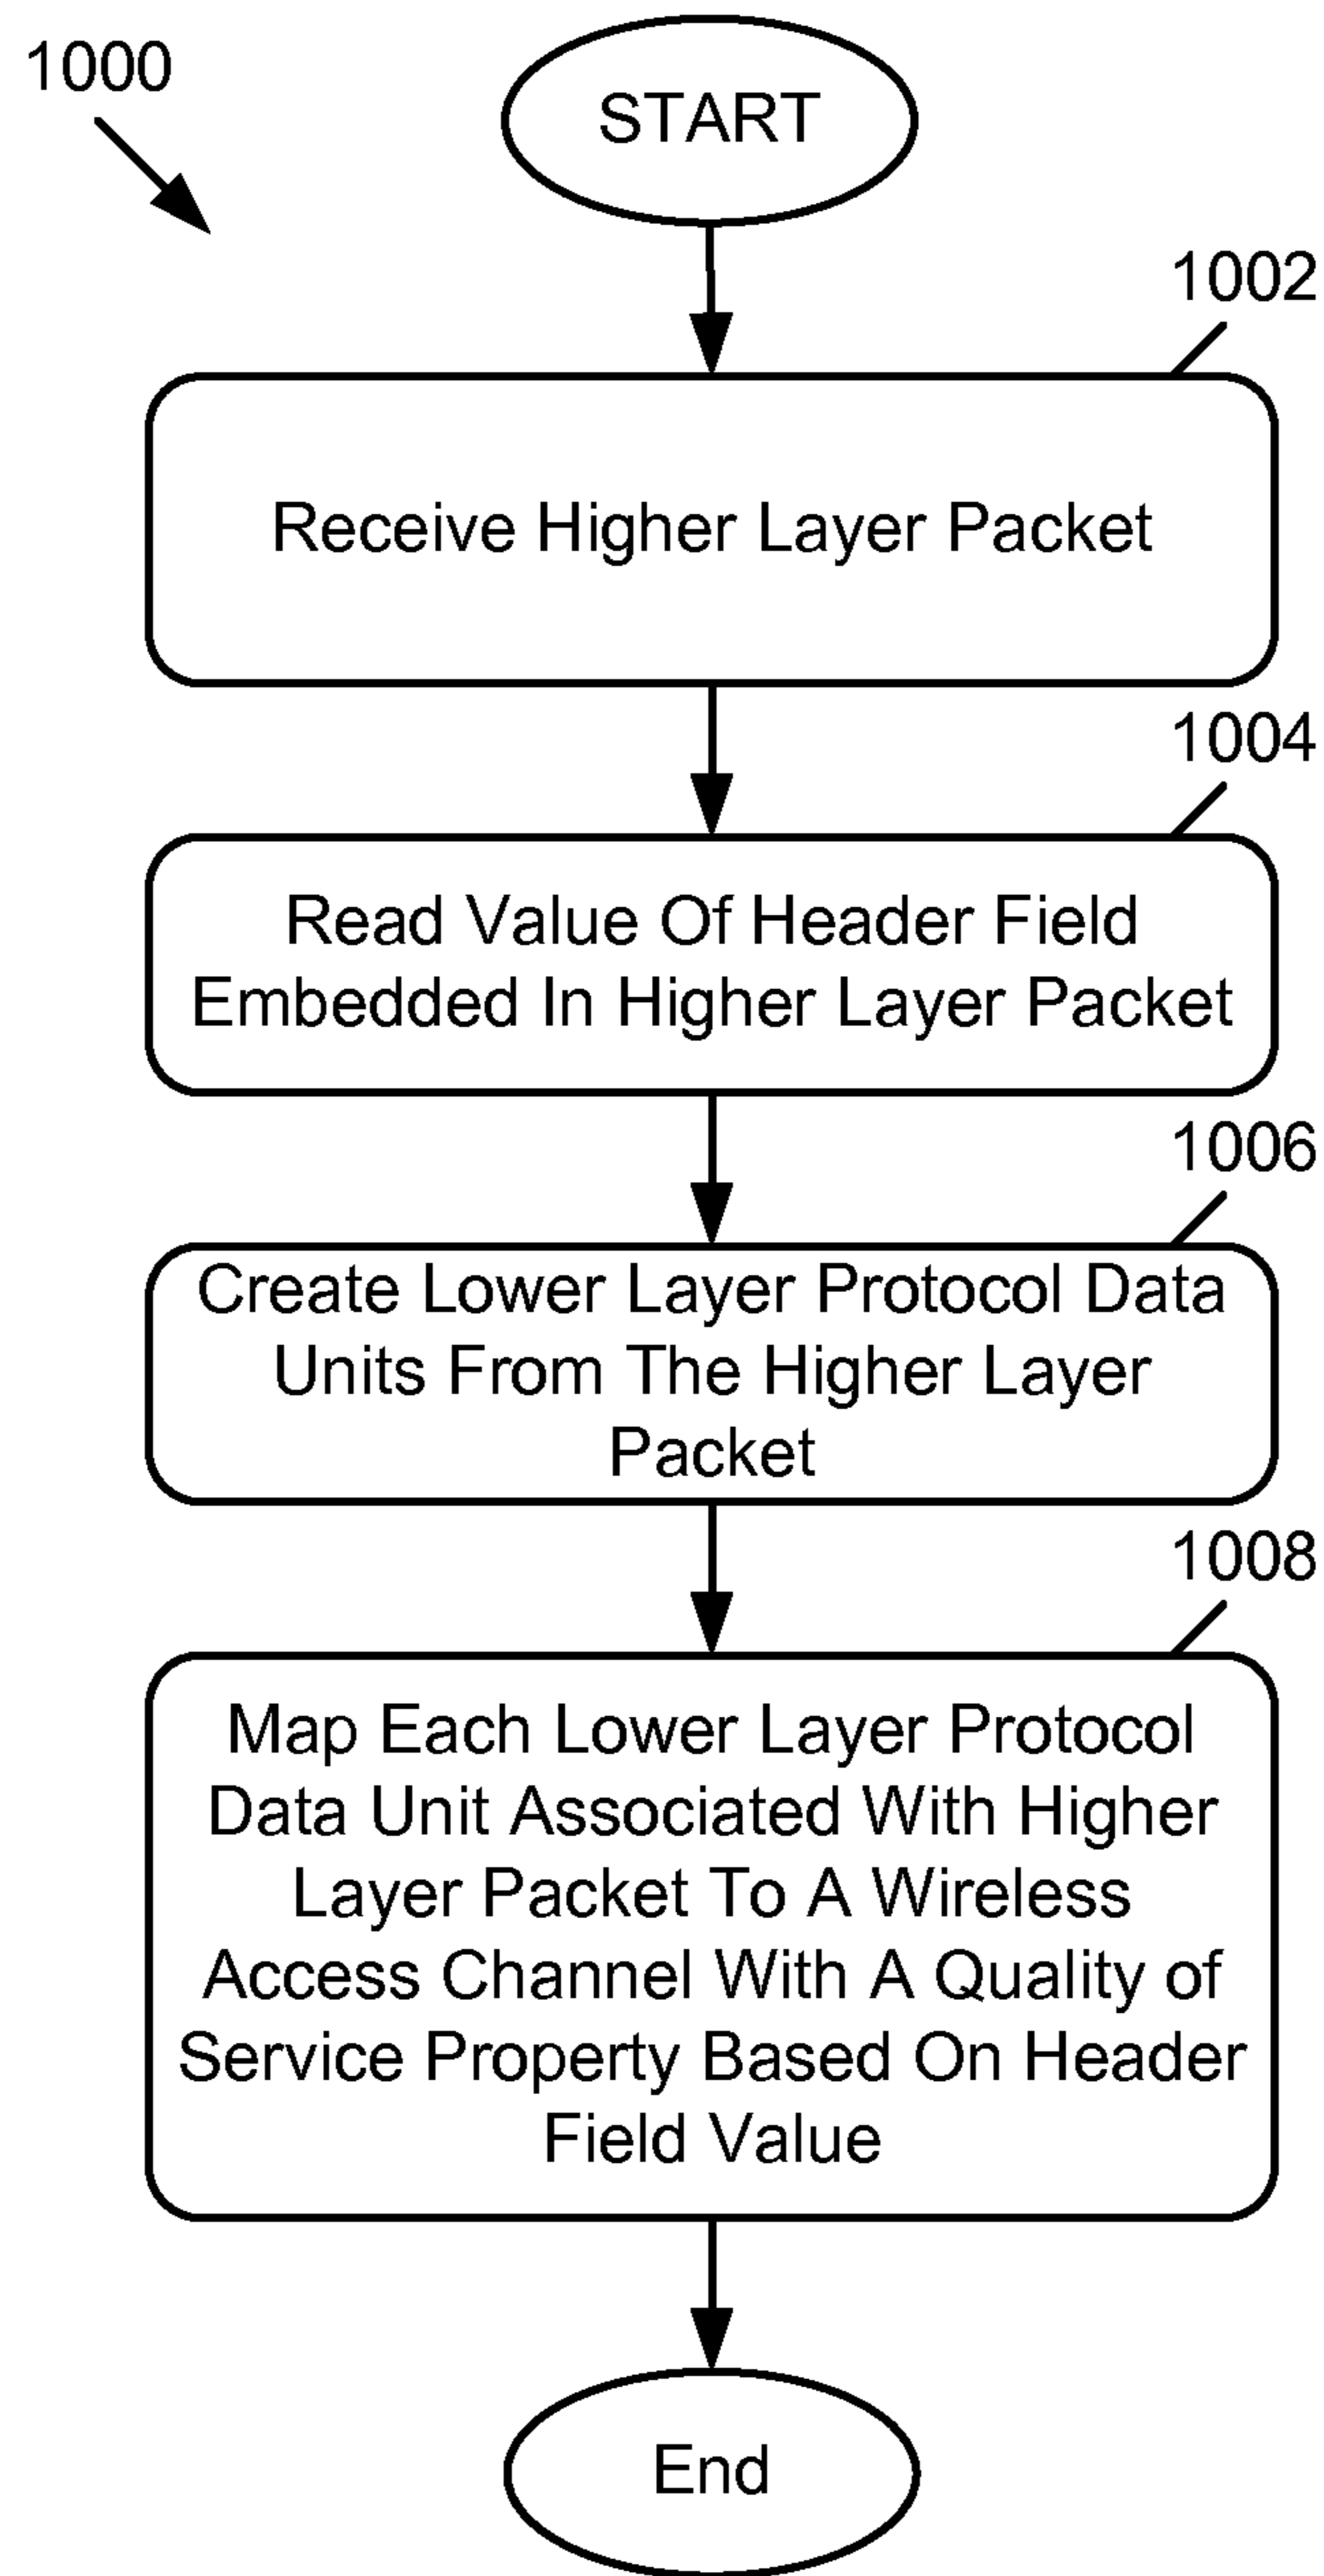 1000
START
1002
Receive Higher Layer Packet
1004
Read Value Of Header Field
Embedded In Higher Layer Packet
1006
Create Lower Layer Protocol Data
Units From The Higher Layer
Packet
1008
Map Each Lower Layer Protocol
Data Unit Associated With Higher
Layer Packet To A Wireless
Access Channel With A Quality of
Service Property Based On Header
Field Value
End